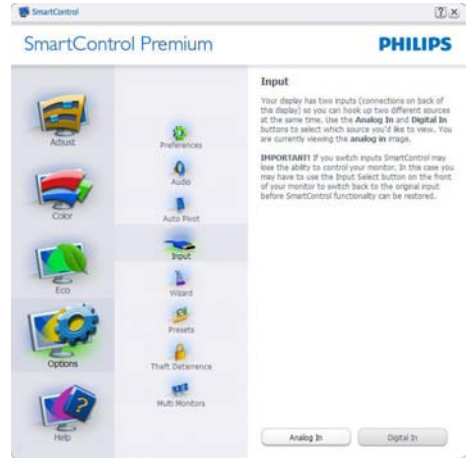 SmartControl
SmartControl Premium
PHILIPS
Adjust
Color
Eco
Options
Help
Preferences
Audio
Auto Pivot
Input
Wizard
Presets
Theft Deterrence
Multi Monitors
Input
Your display has two inputs (connections on back of
this display) so you can hook up two different sources
at the same time. Use the Analog In and Digital In
buttons to select which source you'd like to view. You
are currently viewing the analog in image.
IMPORTANT! If you switch inputs SmartControl may
lose the ability to control your monitor. In this case you
may have to use the Input Select button on the front
of your monitor to switch back to the original input
before SmartControl functionality can be restored.
Analog In
Digital In